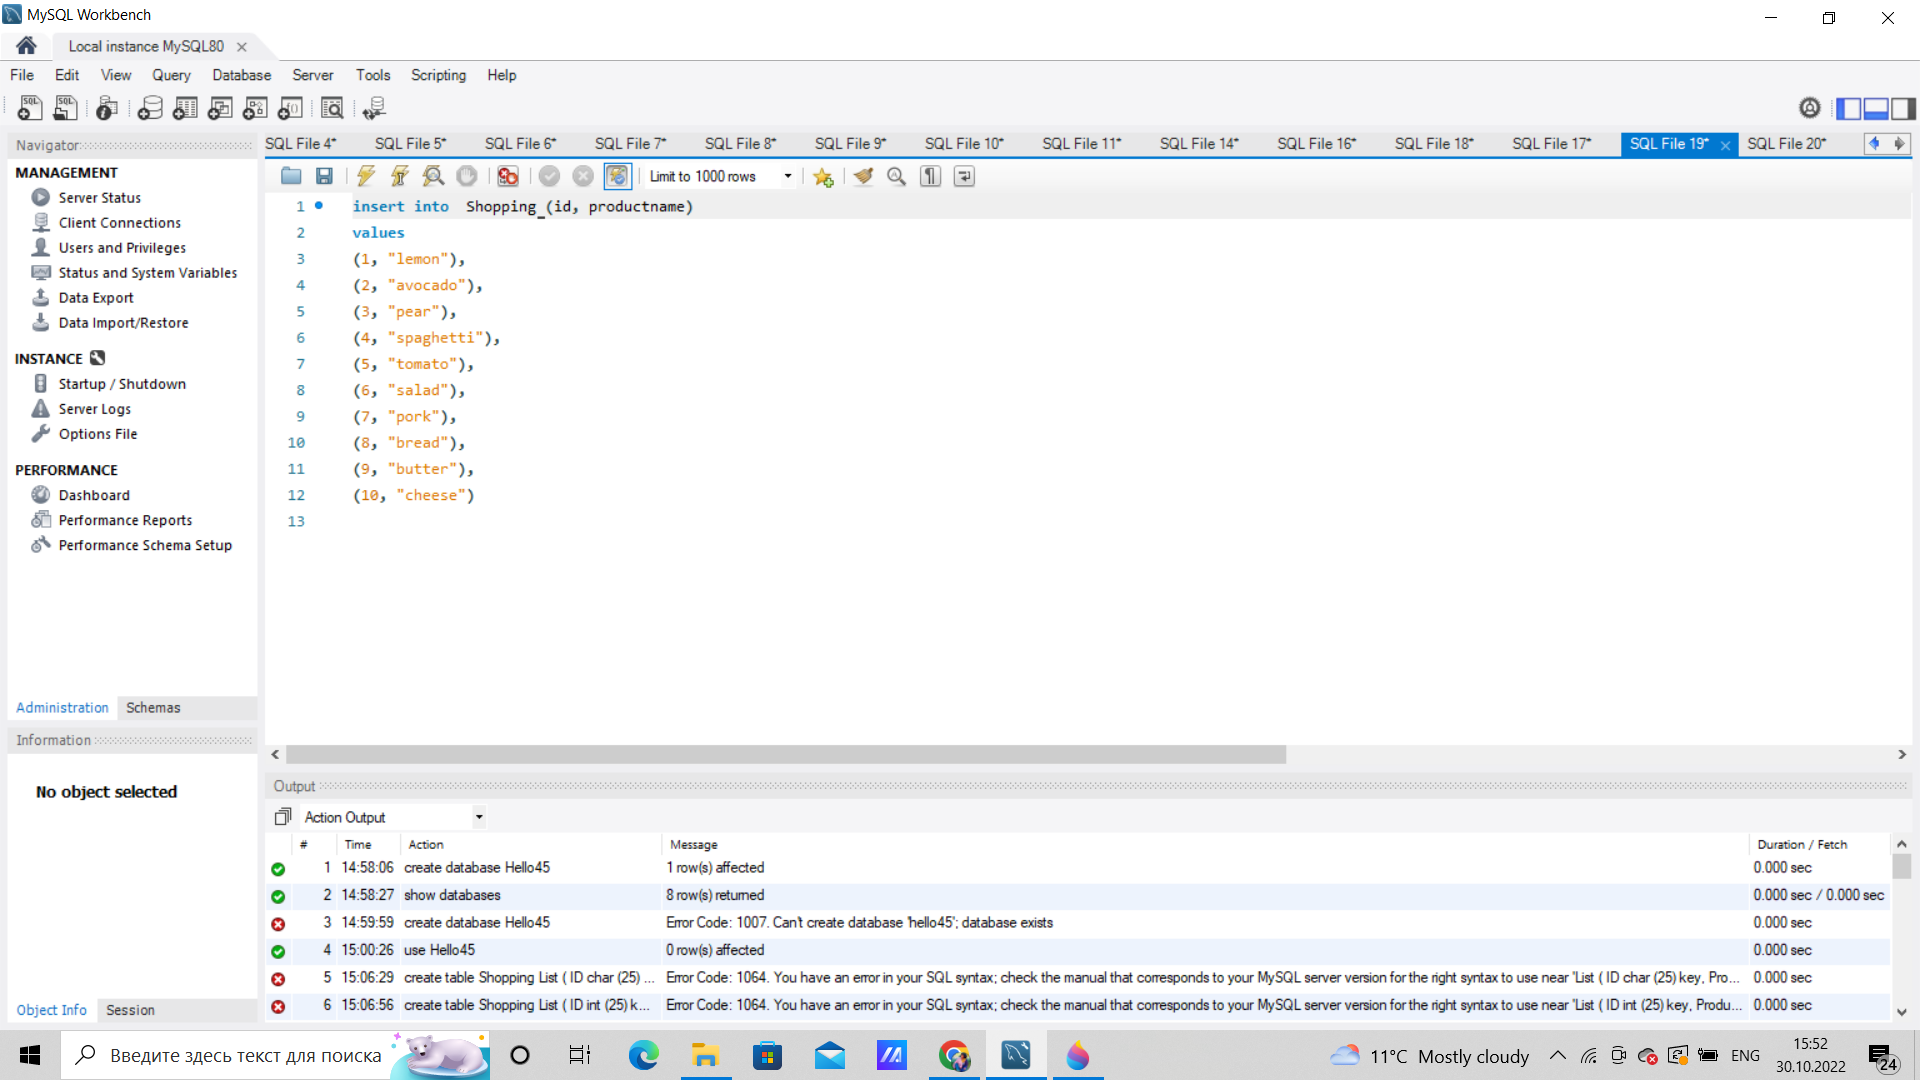 MySQL Workbench
Local instance MySQL80
File Edit View Query Database Server Tools Scripting Help
Navigator
MANAGEMENT
Server Status
Client Connections
Users and Privileges
Status and System Variables
Data Export
Data Import/Restore
INSTANCE
Startup / Shutdown
Server Logs
Options File
PERFORMANCE
Dashboard
Performance Reports
Performance Schema Setup
Administration Schemas
Information
No object selected
Object Info Session
SQL File 4* SQL File 5* SQL File 6* SQL File 7* SQL File 8* SQL File 9* SQL File 10* SQL File 11* SQL File 14* SQL File 16* SQL File 18* SQL File 17* SQL File 19* SQL File 20*
Limit to 1000 rows
1 insert into  Shopping_(id, productname)
2 values
3 (1, "lemon"),
4 (2, "avocado"),
5 (3, "pear"),
6 (4, "spaghetti"),
7 (5, "tomato"),
8 (6, "salad"),
9 (7, "pork"),
10 (8, "bread"),
11 (9, "butter"),
12 (10, "cheese")
13
Output
Action Output
# Time Action Message Duration / Fetch
1 14:58:06 create database Hello45 1 row(s) affected 0.000 sec
2 14:58:27 show databases 8 row(s) returned 0.000 sec / 0.000 sec
3 14:59:59 create database Hello45 Error Code: 1007. Can't create database 'hello45'; database exists 0.000 sec
4 15:00:26 use Hello45 0 row(s) affected 0.000 sec
5 15:06:29 create table Shopping List ( ID char (25) ... Error Code: 1064. You have an error in your SQL syntax; check the manual that corresponds to your MySQL server version for the right syntax to use near 'List ( ID char (25) key, Pro... 0.000 sec
6 15:06:56 create table Shopping List ( ID int (25) k... Error Code: 1064. You have an error in your SQL syntax; check the manual that corresponds to your MySQL server version for the right syntax to use near 'List ( ID int (25) key, Produ... 0.000 sec
Введите здесь текст для поиска
11°C Mostly cloudy
ENG
15:52
30.10.2022
24